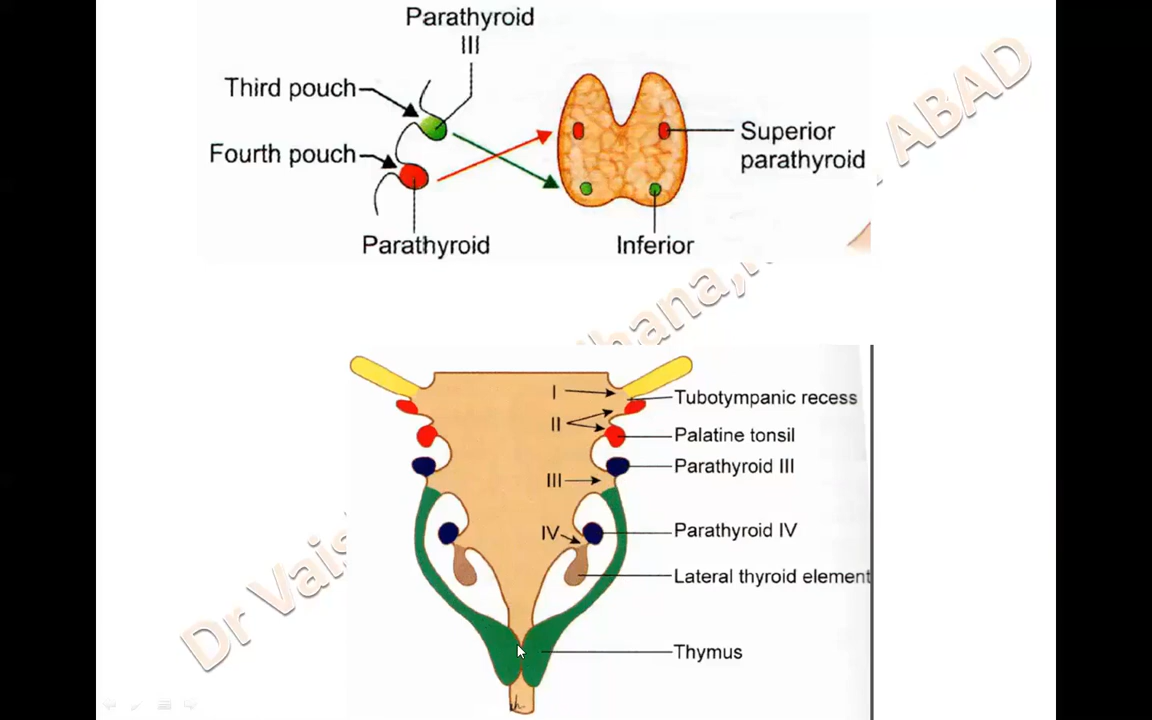 Parathyroid
III
Third pouch
Fourth pouch
Superior
parathyroid
Parathyroid
Inferior
I
Tubotympanic recess
II
Palatine tonsil
Parathyroid III
III
IV
Parathyroid IV
Lateral thyroid element
Thymus
Dr Vais
ABAD